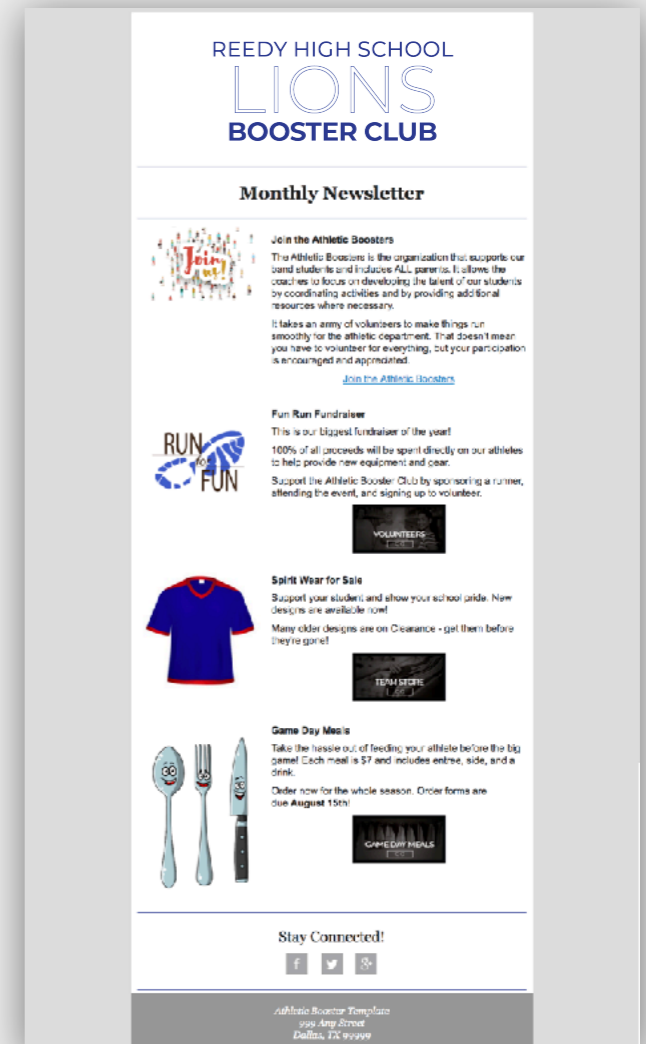 REEDY HIGH SCHOOL
LIONS
BOOSTER CLUB
Monthly Newsletter
Join us!
Join the Athletic Boosters
The Athletic Boosters is the organization that supports our
band students and includes ALL parents. It allows the
coaches to focus on developing the talent of our students
by coordinating activities and by providing additional
resources where necessary.
It takes an army of volunteers to make things run
smoothly for the athletic department. That doesn't mean
you have to volunteer for everything, but your participation
is encouraged and appreciated.
Join the Athletic Boosters
RUN
to
FUN
Fun Run Fundraiser
This is our biggest fundraiser of the year!
100% of all proceeds will be spent directly on our athletes
to help provide new equipment and gear.
Support the Athletic Booster Club by sponsoring a runner,
attending the event, and signing up to volunteer.
VOLUNTEERS
GO
Spirit Wear for Sale
Support your student and show your school pride. New
designs are available now!
Many older designs are on Clearance - get them before
they're gone!
TEAM STORE
GO
Game Day Meals
Take the hassle out of feeding your athlete before the big
game! Each meal is $7 and includes entree, side, and a
drink.
Order now for the whole season. Order forms are
due August 15th!
GAME DAY MEALS
GO
Stay Connected!
Athletic Booster Template
999 Any Street
Dallas, TX 99999